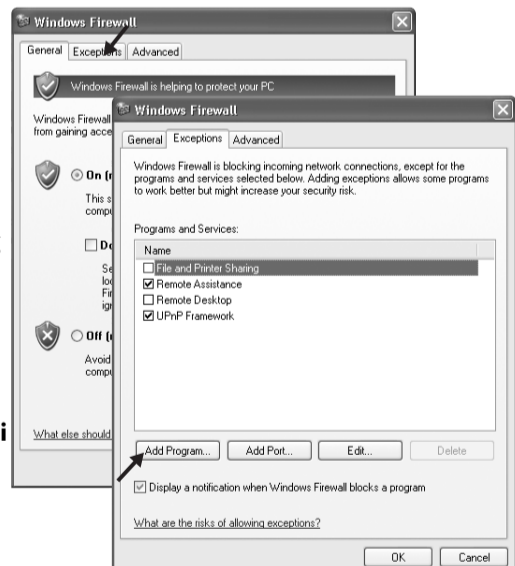 Windows Firewall
General Exceptions Advanced
Windows Firewall is helping to protect your PC
Windows Firewall
from gaining acce
On (r
This s
compu
Do
Se
loc
Fir
ign
Off (
Avoid
compu
What else should
i
Windows Firewall
General Exceptions Advanced
Windows Firewall is blocking incoming network connections, except for the
programs and services selected below. Adding exceptions allows some programs
to work better but might increase your security risk.
Programs and Services:
Name
File and Printer Sharing
Remote Assistance
Remote Desktop
UPnP Framework
Add Program... Add Port... Edit... Delete
Display a notification when Windows Firewall blocks a program
What are the risks of allowing exceptions?
OK Cancel